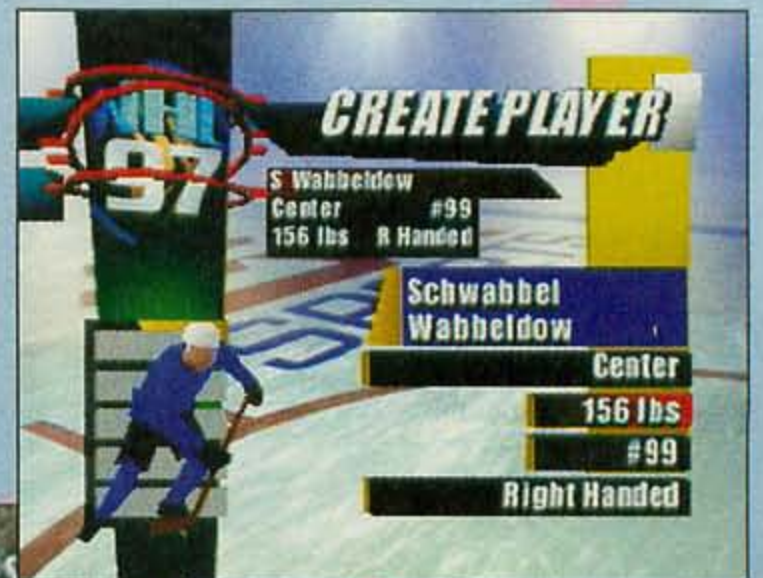 NHL
97
CREATE PLAYER
S Wabbeldow
Center #99
156 lbs R Handed
Schwabbel
Wabbeldow
Center
156 lbs
#99
Right Handed